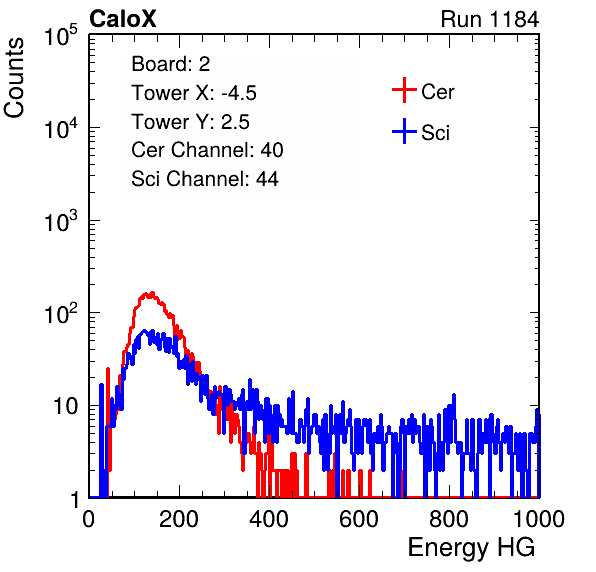 CaloX Run 1184
Counts
Board: 2
Tower X: -4.5
Tower Y: 2.5
Cer Channel: 40
Sci Channel: 44
Cer
Sci
10^5
10^4
10^3
10^2
10
1
0 200 400 600 800 1000
Energy HG